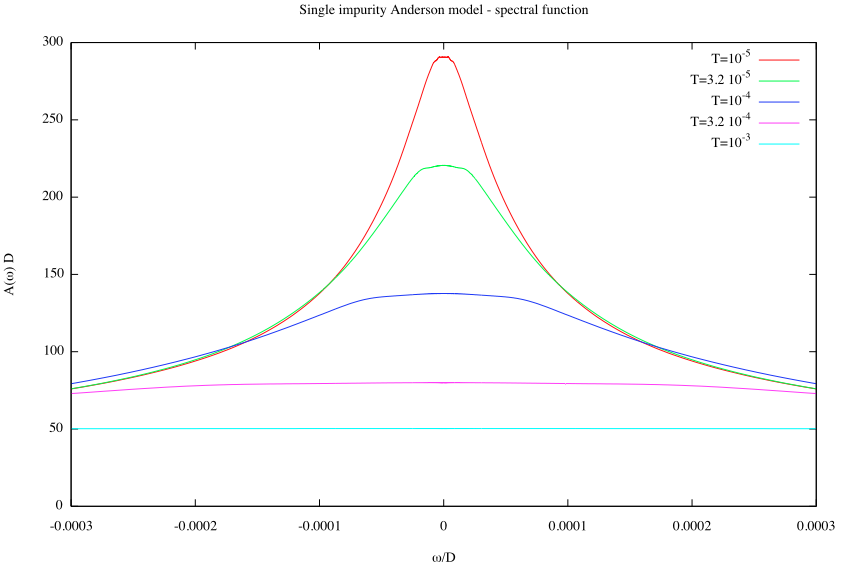 Single impurity Anderson model - spectral function
300
250
200
150
100
50
0
A(ω) D
T=10⁻⁵
T=3.2 10⁻⁵
T=10⁻⁴
T=3.2 10⁻⁴
T=10⁻³
-0.0003 -0.0002 -0.0001 0 0.0001 0.0002 0.0003
ω/D